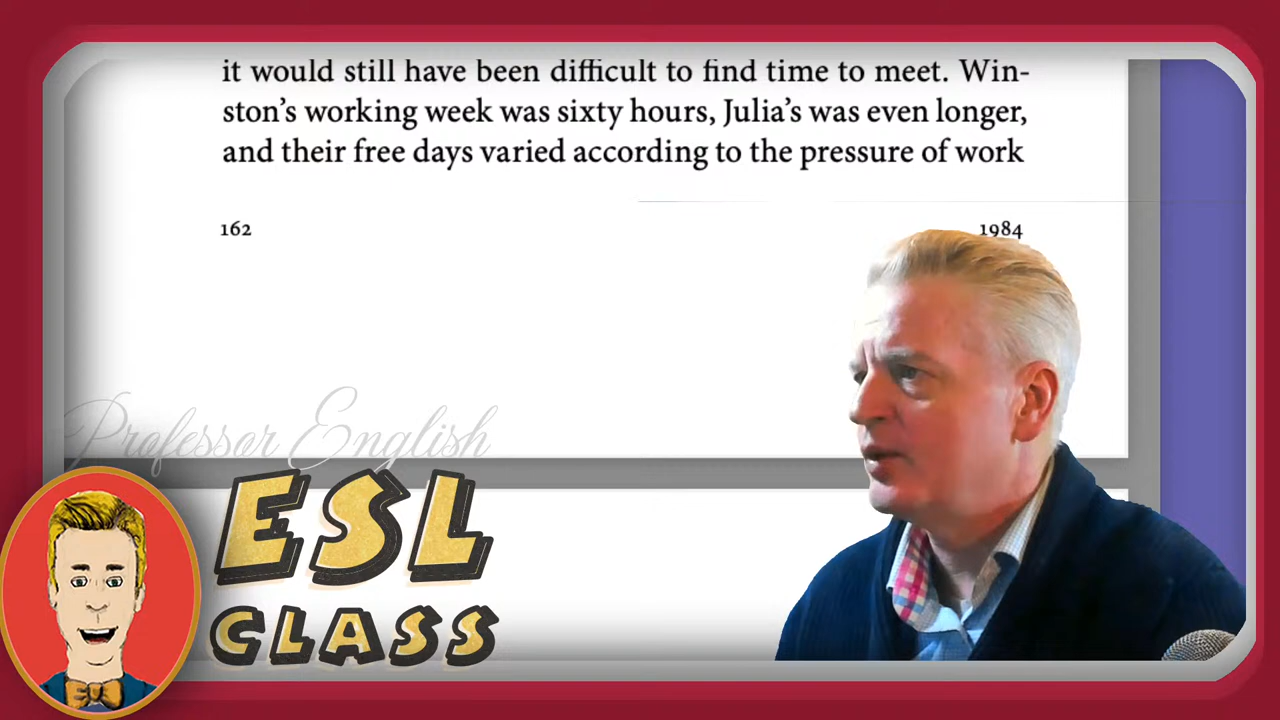 it would still have been difficult to find time to meet. Win-
ston’s working week was sixty hours, Julia’s was even longer,
and their free days varied according to the pressure of work
162
1984
Professor English
ESL
CLASS